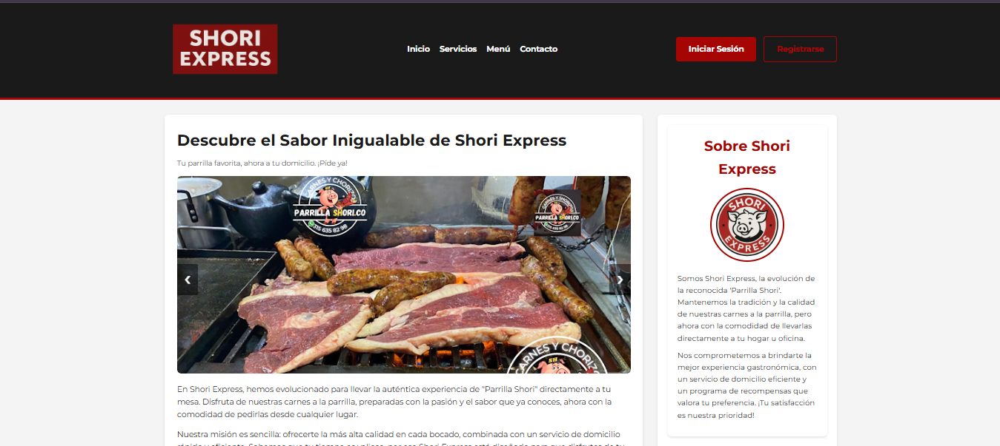 SHORI
EXPRESS
Inicio Servicios Menú Contacto
Iniciar Sesión
Registrarse
Descubre el Sabor Inigualable de Shori Express
Tu parrilla favorita, ahora a tu domicilio. ¡Pide ya!
CARNES Y CHORIZO
PARRILLA SHORI.CO
315 635 82 98
CARNES Y CHORIZO
PARRILLA SHORI.CO
315 635 82 98
CARNES Y CHORIZO
SH
‹
›
En Shori Express, hemos evolucionado para llevar la auténtica experiencia de "Parrilla Shori" directamente a tu
mesa. Disfruta de nuestras carnes a la parrilla, preparadas con la pasión y el sabor que ya conoces, ahora con la
comodidad de pedirlas desde cualquier lugar.
Nuestra misión es sencilla: ofrecerte la más alta calidad en cada bocado, combinada con un servicio de domicilio
Sobre Shori
Express
SHORI
EXPRESS
Somos Shori Express, la evolución de
la reconocida 'Parrilla Shori'.
Mantenemos la tradición y la calidad
de nuestras carnes a la parrilla, pero
ahora con la comodidad de llevarlas
directamente a tu hogar u oficina.
Nos comprometemos a brindarte la
mejor experiencia gastronómica, con
un servicio de domicilio eficiente y
un programa de recompensas que
valora tu preferencia. ¡Tu satisfacción
es nuestra prioridad!